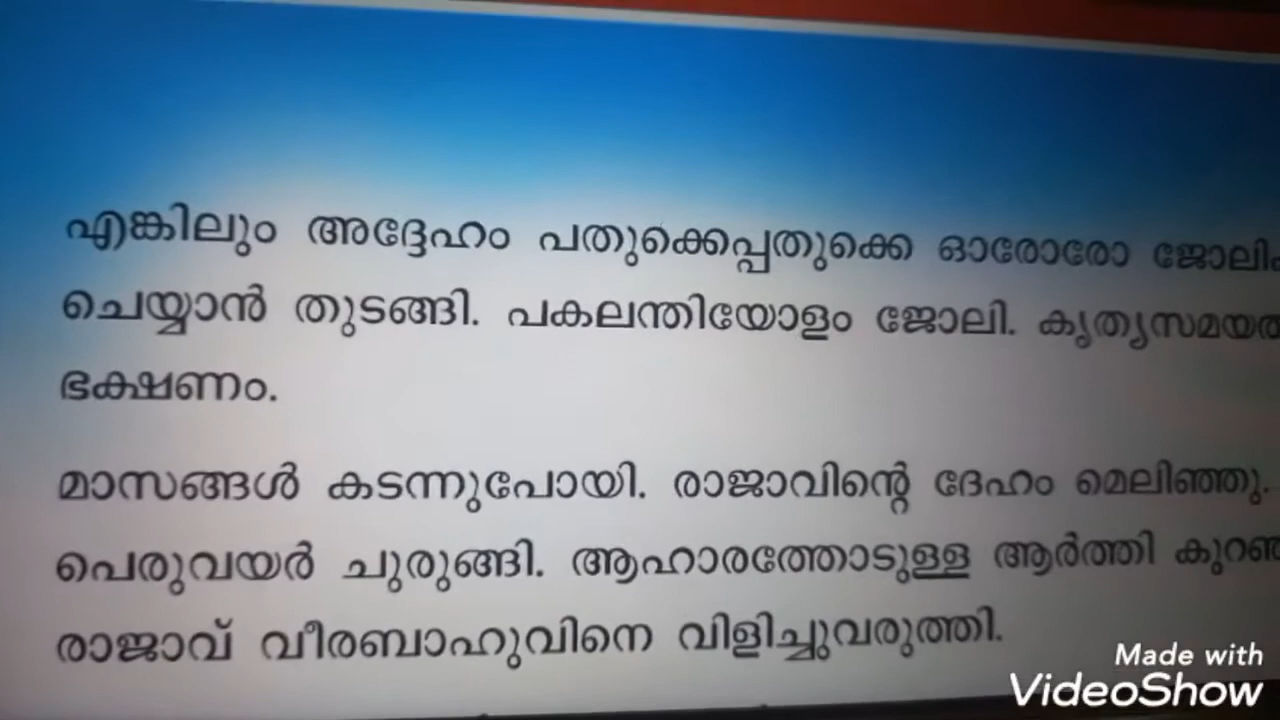 എങ്കിലും അദ്ദേഹം പതുക്കെപ്പതുക്കെ ഓരോരോ
ചെയ്യാൻ തുടങ്ങി. പകലന്തിയോളം ജോലി.
ഭക്ഷണം.
മാസങ്ങൾ കടന്നുപോയി. രാജാവിന്റെ ദേഹം മെലിഞ്ഞു.
പെരുവയർ ചുരുങ്ങി. ആഹാരത്തോടുള്ള ആർത്തി
രാജാവ് വീരബാഹുവിനെ വിളിച്ചുവരുത്തി.
Made with
VideoShow